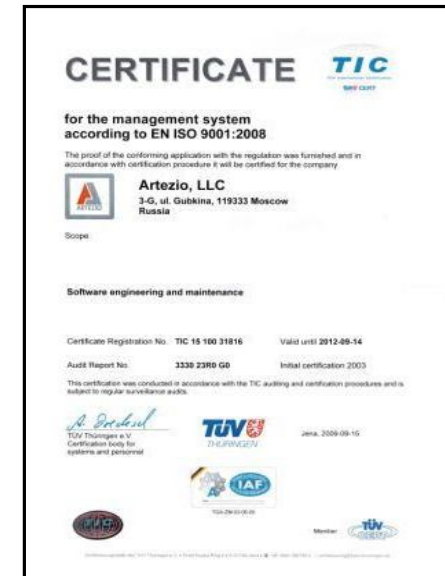 CERTIFICATE
TIC
for the management system
according to EN ISO 9001:2008
The proof of the conforming application with the regulation was furnished and in
accordance with certification procedure it will be certified for the company
ARTEZIO
Artezio, LLC
3-G, ul. Gubkina, 119333 Moscow
Russia
Scope
Software engineering and maintenance
Certificate Registration No. TIC 15 100 31816 Valid until 2012-09-14
Audit Report No. 3330 23R0 G0 Initial certification 2003
This certification was conducted in accordance with the TIC auditing and certification procedures and is
subject to regular surveillance audits.
TÜV Thüringen e.V.
Certification body for
systems and personnel
TÜV
THÜRINGEN
Jena, 2009-09-15
IAF
Member
TÜV
CERT